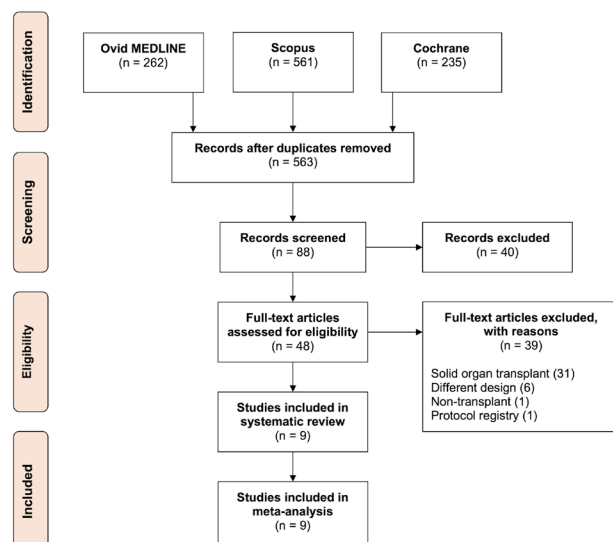 Identification
Ovid MEDLINE
(n = 262)
Scopus
(n = 561)
Cochrane
(n = 235)
Records after duplicates removed
(n = 563)
Screening
Records screened
(n = 88)
Records excluded
(n = 40)
Eligibility
Full-text articles
assessed for eligibility
(n = 48)
Full-text articles excluded,
with reasons
(n = 39)
Solid organ transplant (31)
Different design (6)
Non-transplant (1)
Protocol registry (1)
Studies included in
systematic review
(n = 9)
Included
Studies included in
meta-analysis
(n = 9)